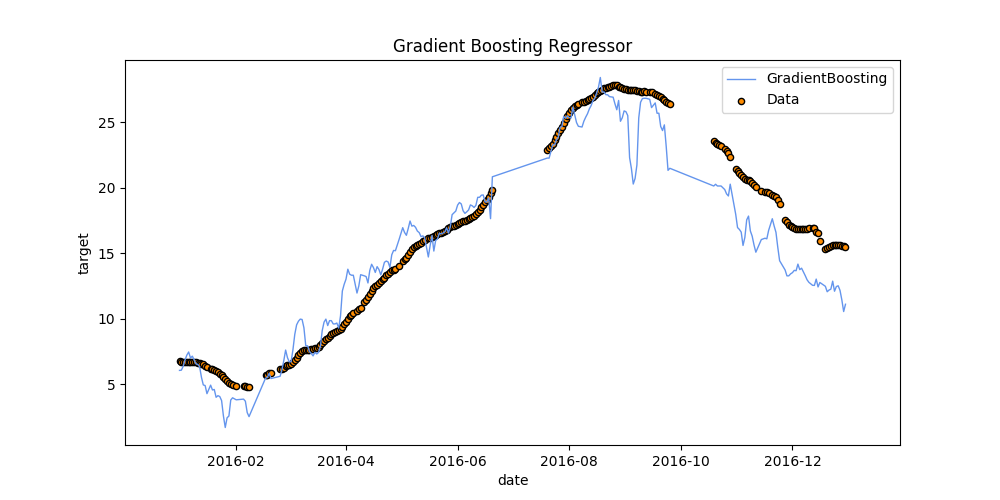 Gradient Boosting Regressor
GradientBoosting
Data
target
25
20
15
10
5
2016-02 2016-04 2016-06 2016-08 2016-10 2016-12
date